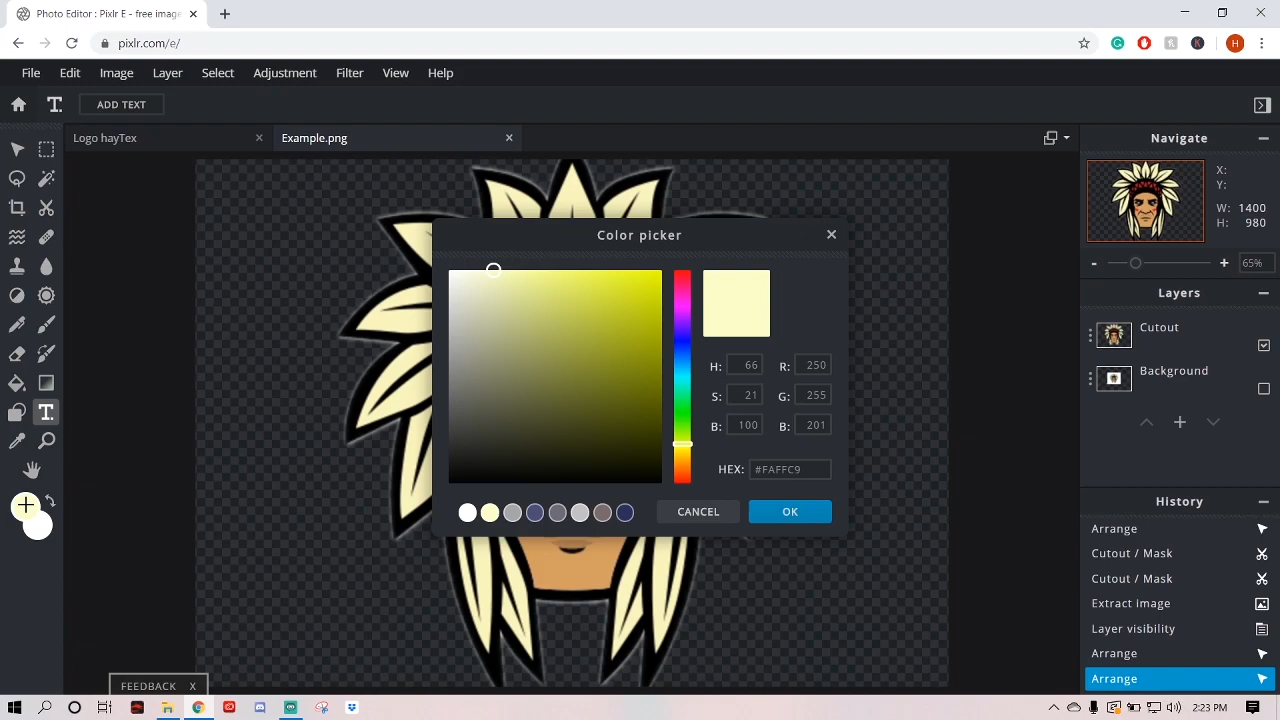 Photo Editor : Pixlr E - free imag
pixlr.com/e/
H
File Edit Image Layer Select Adjustment Filter View Help
T. ADD TEXT
Logo hayTex
Example.png
Navigate
X:
Y:
W: 1400
H: 980
- + 65%
Color picker
H: 66 R: 250
S: 21 G: 255
B: 100 B: 201
HEX: #FAFFC9
CANCEL OK
T.
Layers
Cutout
Background
History
Arrange
Cutout / Mask
Cutout / Mask
Extract image
Layer visibility
Arrange
Arrange
FEEDBACK X
2:23 PM